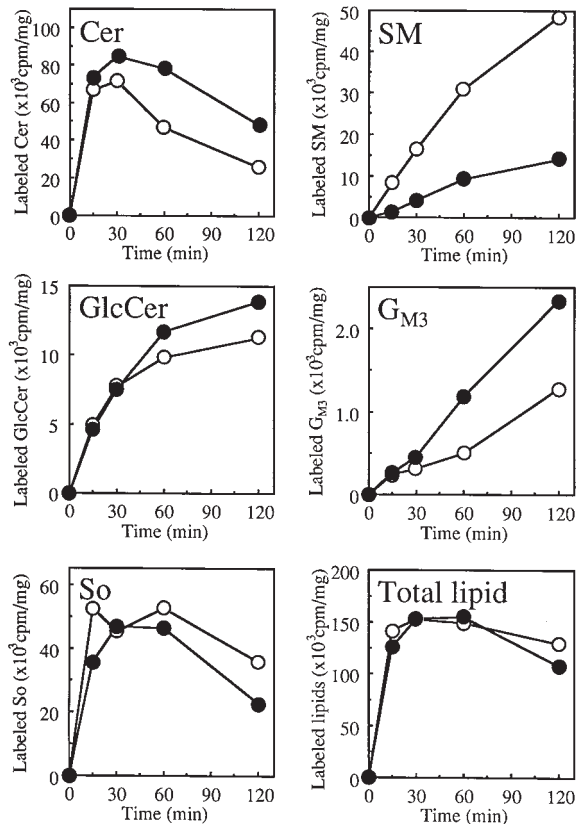 Cer
Labeled Cer (x10³cpm/mg)
100
80
60
40
20
0
0 30 60 90 120
Time (min)
SM
Labeled SM (x10³cpm/mg)
50
40
30
20
10
0
0 30 60 90 120
Time (min)
GlcCer
Labeled GlcCer (x10³cpm/mg)
15
10
5
0
0 30 60 90 120
Time (min)
G_M3
Labeled G_M3 (x10³cpm/mg)
2.0
1.0
0
0 30 60 90 120
Time (min)
So
Labeled So (x10³cpm/mg)
60
40
20
0
0 30 60 90 120
Time (min)
Total lipid
Labeled lipids (x10³cpm/mg)
200
150
100
50
0
0 30 60 90 120
Time (min)